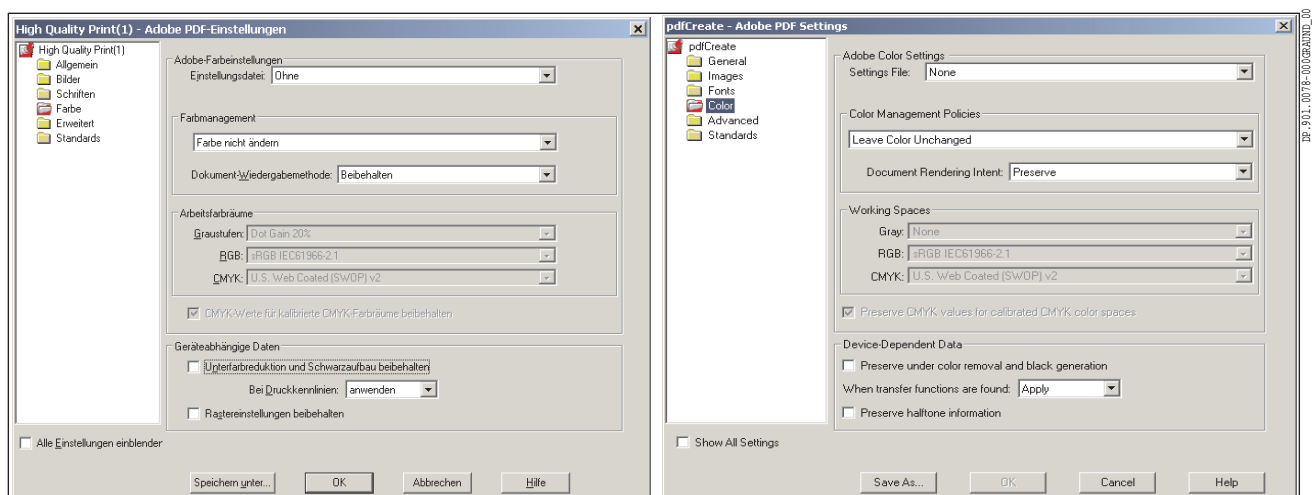 High Quality Print(1) - Adobe PDF-Einstellungen
High Quality Print(1)
Allgemein
Bilder
Schriften
Farbe
Erweitert
Standards
Adobe-Farbeinstellungen
Einstellungsdatei: Ohne
Farbmanagement
Farbe nicht ändern
Dokument-Wiedergabemethode: Beibehalten
Arbeitsfarbräume
Graustufen: Dot Gain 20%
RGB: sRGB IEC61966-2.1
CMYK: U.S. Web Coated (SWOP) v2
CMYK-Werte für kalibrierte CMYK-Farbräume beibehalten
Geräteabhängige Daten
Unterfarbreduktion und Schwarzaufbau beibehalten
Bei Druckkennlinien: anwenden
Rastereinstellungen beibehalten
Alle Einstellungen einblender
Speichern unter... OK Abbrechen Hilfe
pdfCreate - Adobe PDF Settings
pdfCreate
General
Images
Fonts
Color
Advanced
Standards
Adobe Color Settings
Settings File: None
Color Management Policies
Leave Color Unchanged
Document Rendering Intent: Preserve
Working Spaces
Gray: None
RGB: sRGB IEC61966-2.1
CMYK: U.S. Web Coated (SWOP) v2
Preserve CMYK values for calibrated CMYK color spaces
Device-Dependent Data
Preserve under color removal and black generation
When transfer functions are found: Apply
Preserve halftone information
Show All Settings
Save As... OK Cancel Help
DP.901.0078-000GRAUND_00